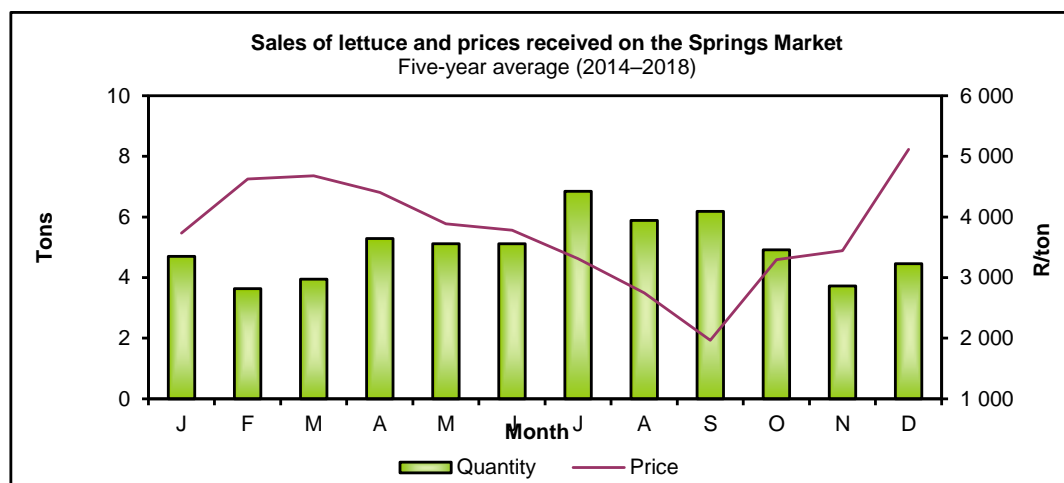 Sales of lettuce and prices received on the Springs Market
Five-year average (2014–2018)
10
8
6
4
2
0
Tons
6 000
5 000
4 000
3 000
2 000
1 000
R/ton
J F M A M J J A S O N D
Month
Quantity Price